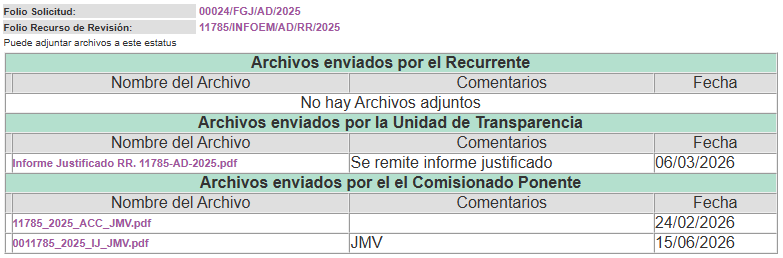 Folio Solicitud: 00024/FGJ/AD/2025
Folio Recurso de Revisión: 11785/INFOEM/AD/RR/2025
Puede adjuntar archivos a este estatus
Archivos enviados por el Recurrente
Nombre del Archivo Comentarios Fecha
No hay Archivos adjuntos
Archivos enviados por la Unidad de Transparencia
Nombre del Archivo Comentarios Fecha
Informe Justificado RR. 11785-AD-2025.pdf Se remite informe justificado 06/03/2026
Archivos enviados por el el Comisionado Ponente
Nombre del Archivo Comentarios Fecha
11785_2025_ACC_JMV.pdf 24/02/2026
0011785_2025_IJ_JMV.pdf JMV 15/06/2026